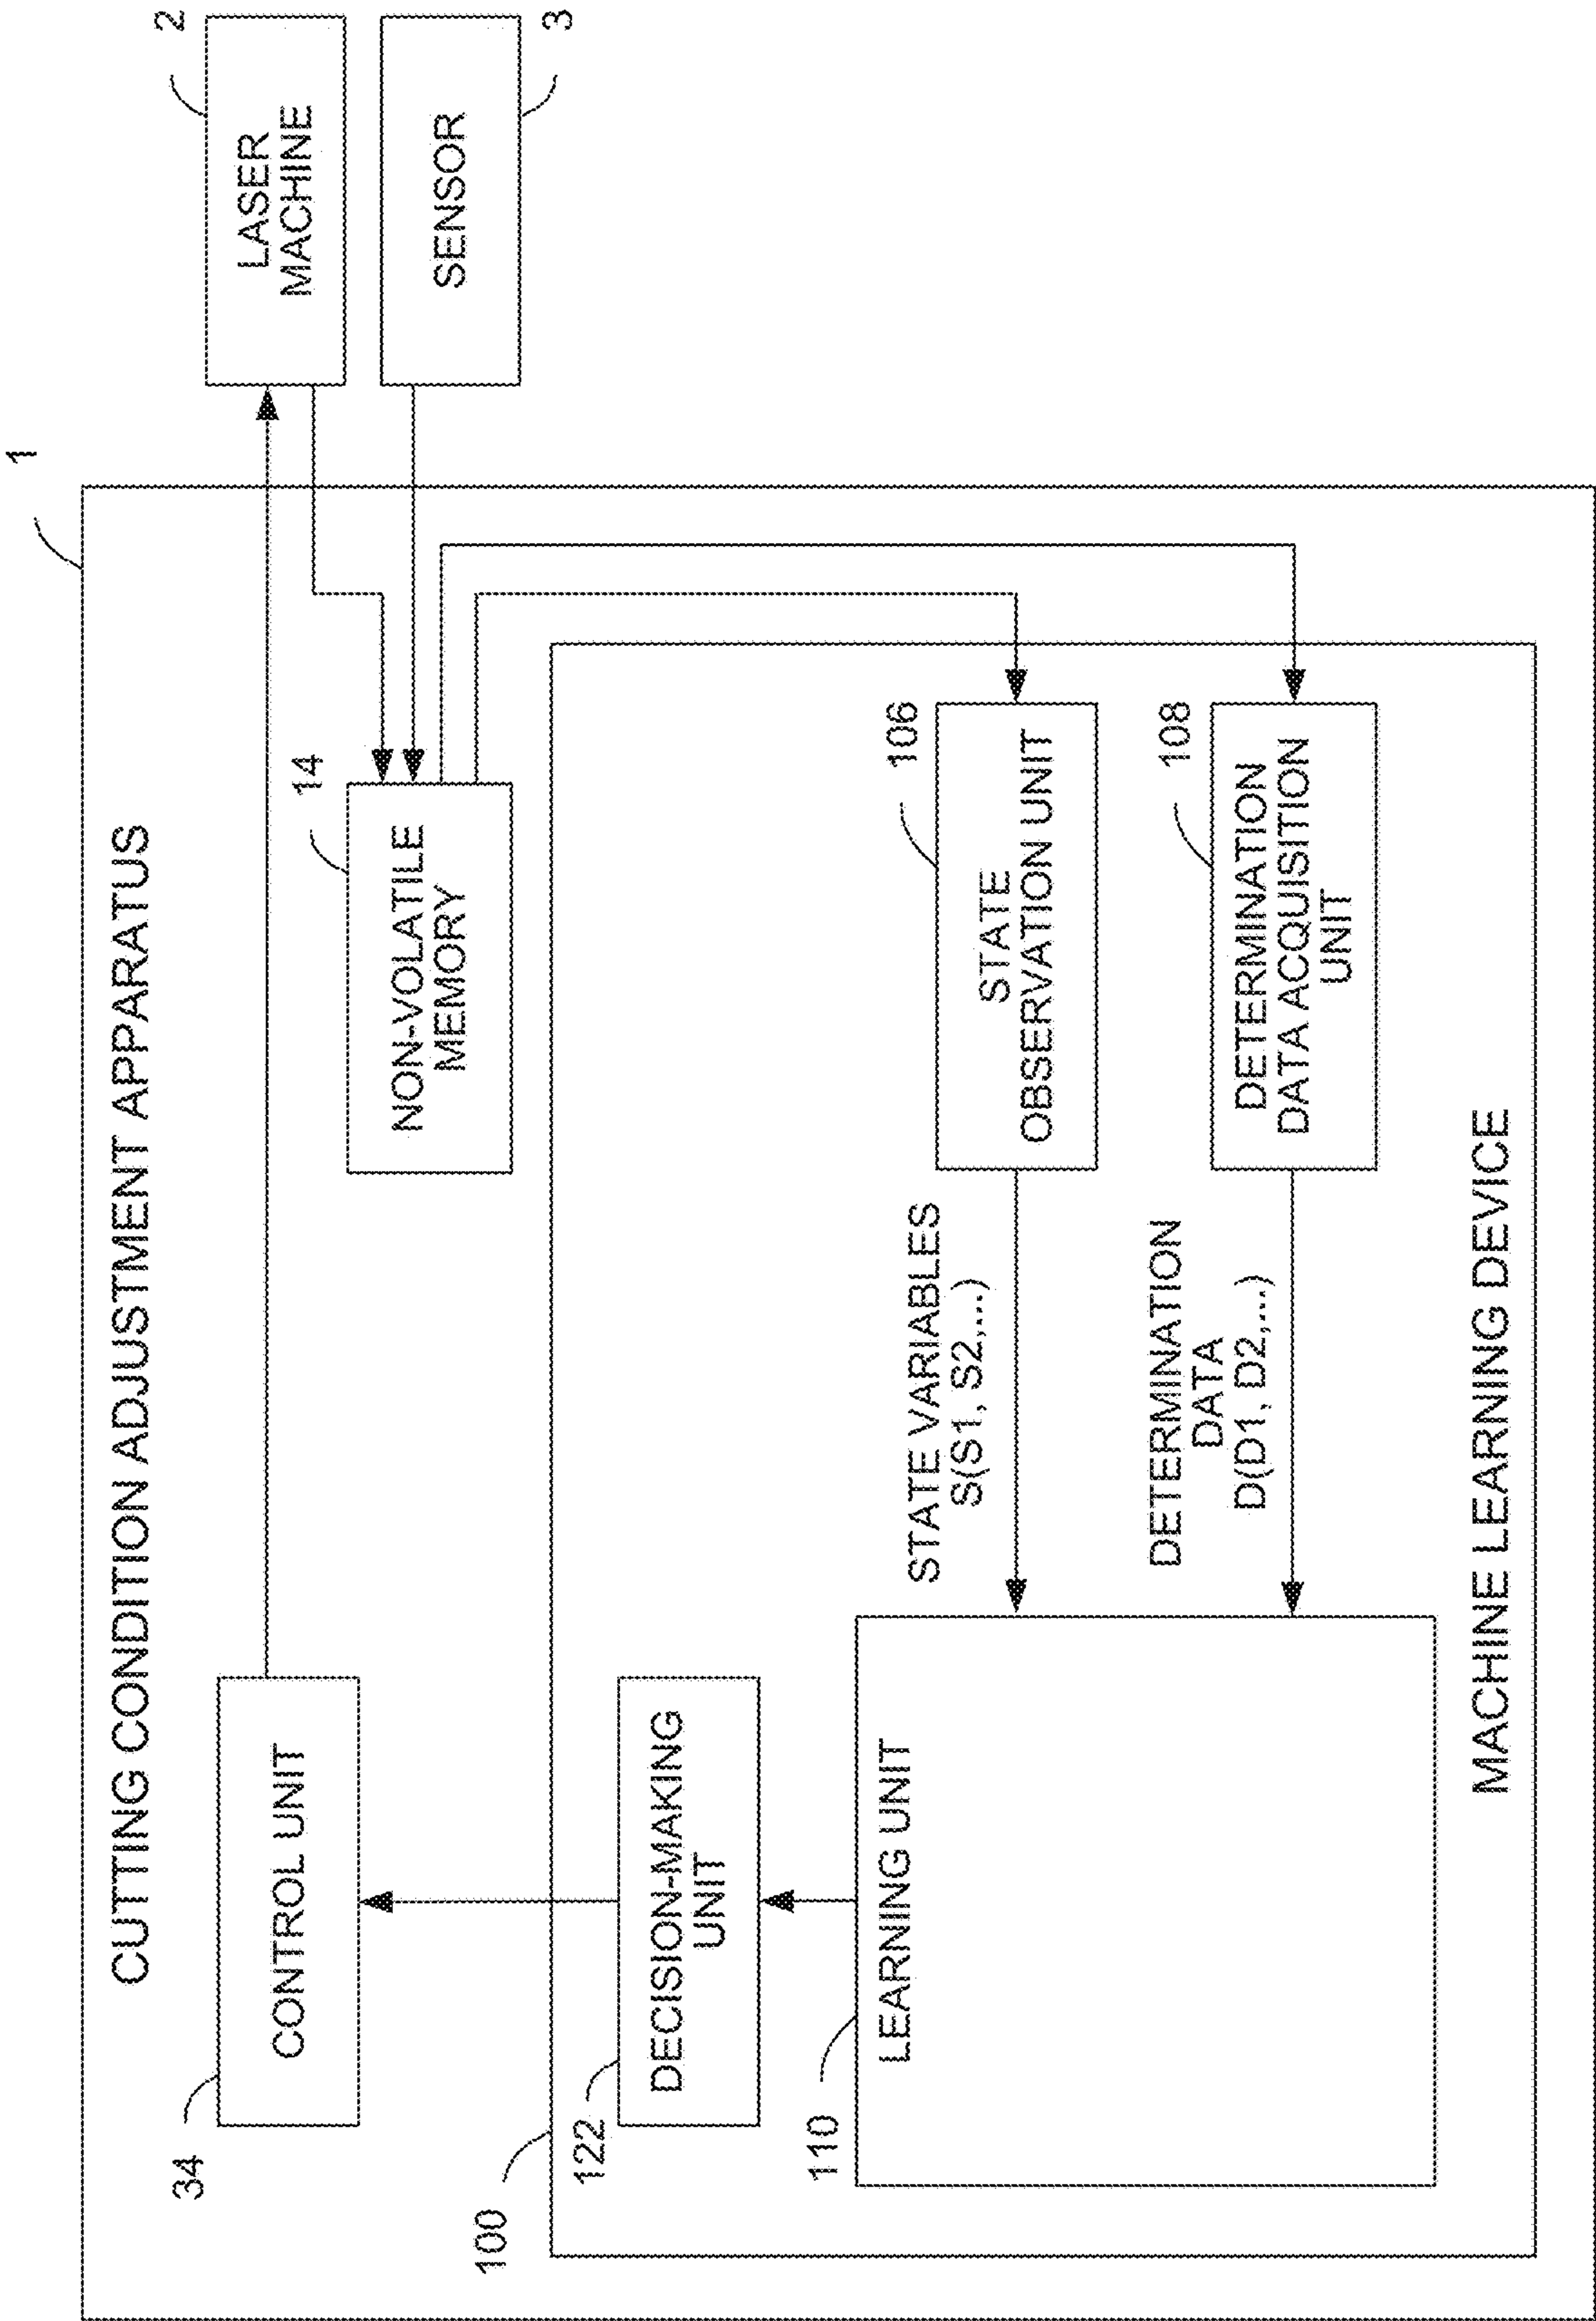 1
CUTTING CONDITION ADJUSTMENT APPARATUS
34
CONTROL UNIT
2
LASER
MACHINE
14
NON-VOLATILE
MEMORY
3
SENSOR
100
122
DECISION-MAKING
UNIT
110
LEARNING UNIT
STATE VARIABLES
S(S1, S2,...)
106
STATE
OBSERVATION UNIT
DETERMINATION
DATA
D(D1, D2,...)
108
DETERMINATION
DATA ACQUISITION
UNIT
MACHINE LEARNING DEVICE